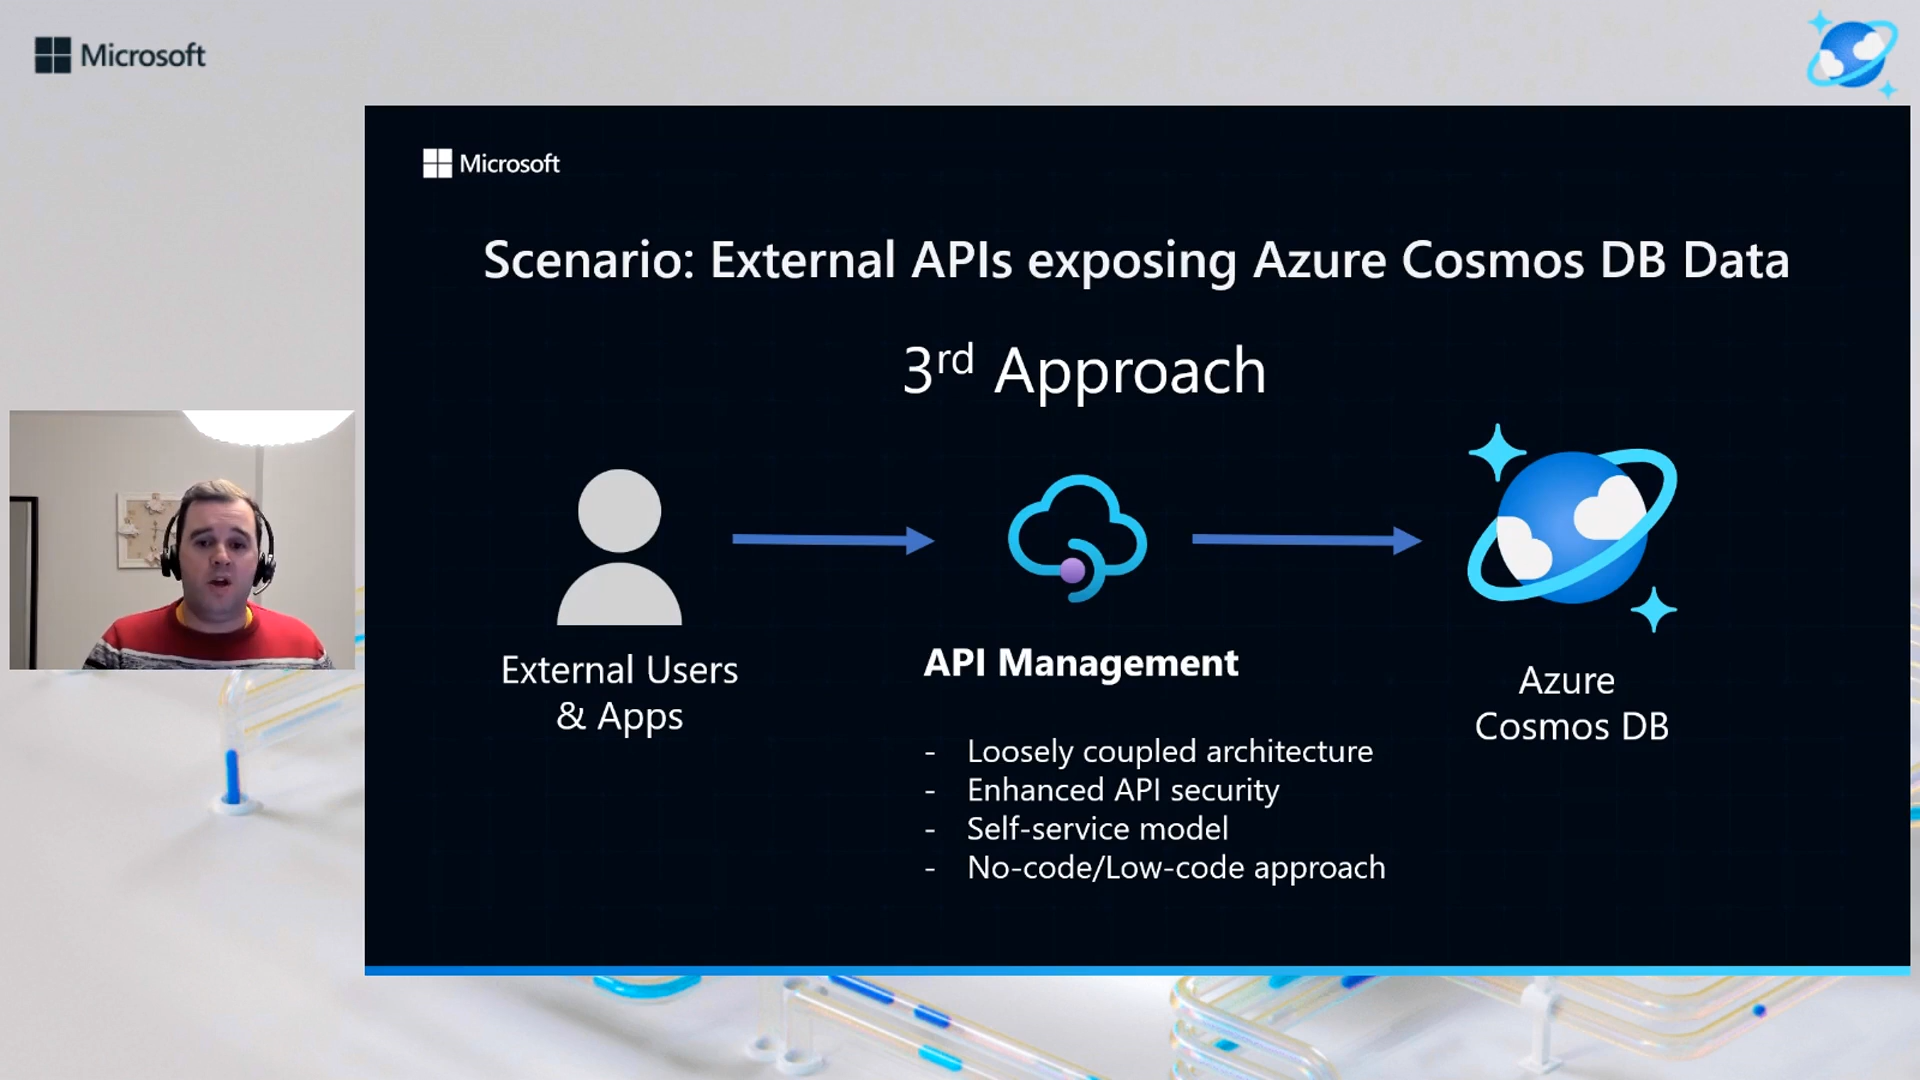 Microsoft
Microsoft
Scenario: External APIs exposing Azure Cosmos DB Data
3rd Approach
External Users
& Apps
API Management
- Loosely coupled architecture
- Enhanced API security
- Self-service model
- No-code/Low-code approach
Azure
Cosmos DB